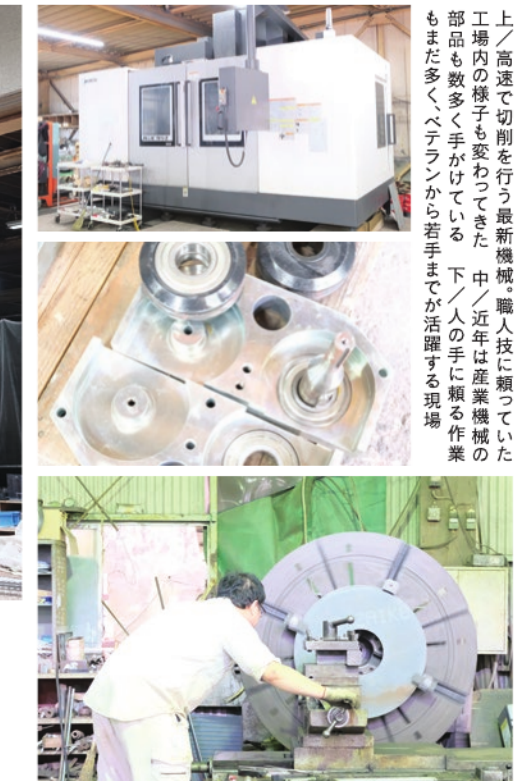 上／高速で切削を行う最新機械。職人技に頼っていた
工場内の様子も変わってきた　中／近年は産業機械の
部品も数多く手がけている　下／人の手に頼る作業
もまだ多く、ベテランから若手までが活躍する現場